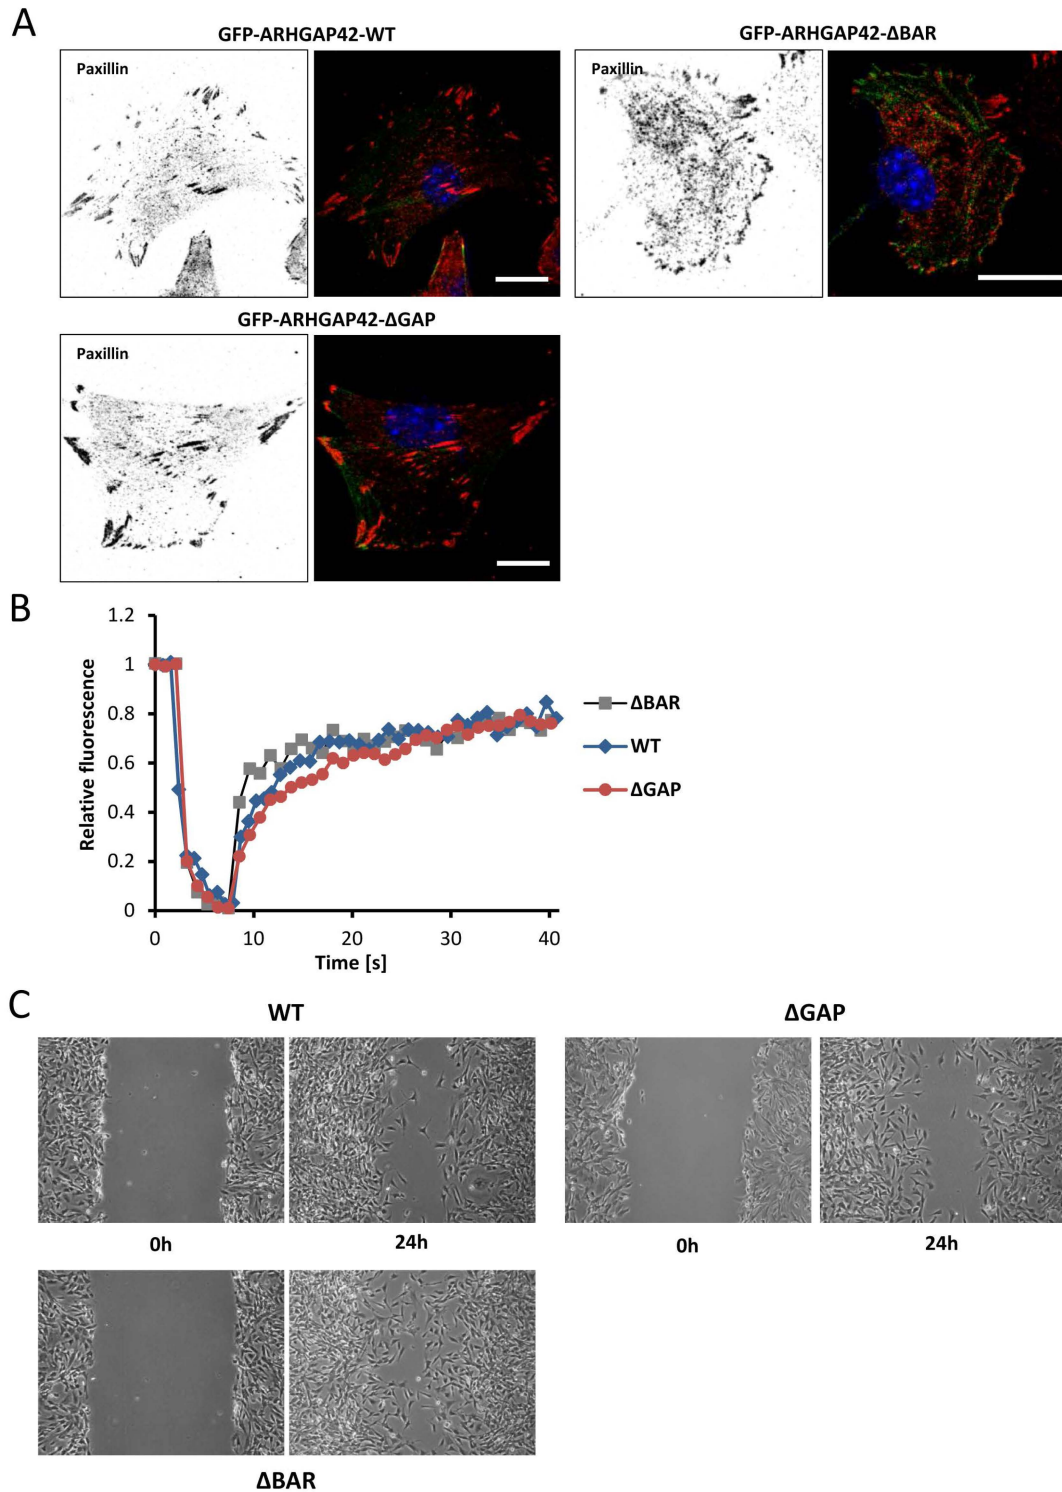 A
GFP-ARHGAP42-WT
GFP-ARHGAP42-ΔBAR
Paxillin
Paxillin
GFP-ARHGAP42-ΔGAP
Paxillin
B
1.2
1
0.8
0.6
0.4
0.2
0
Relative fluorescence
0 10 20 30 40
Time [s]
ΔBAR
WT
ΔGAP
C
WT
ΔGAP
0h
24h
0h
24h
ΔBAR